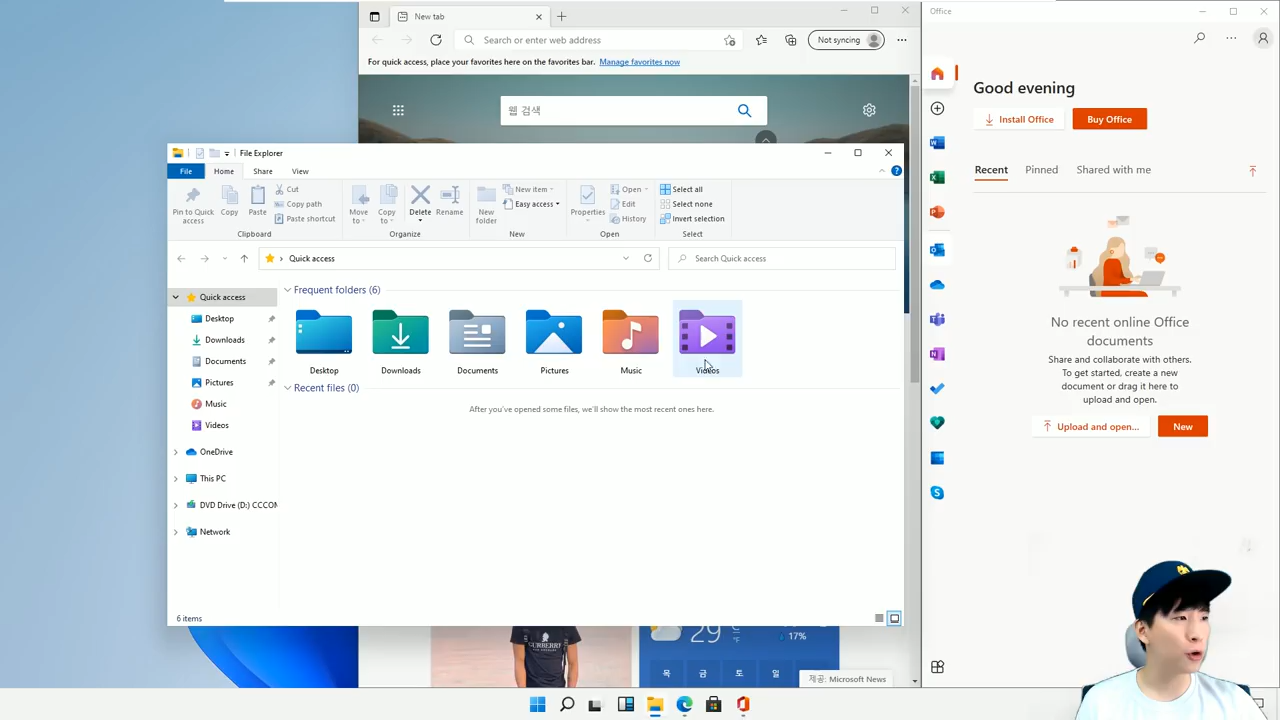 New tab
Search or enter web address
Not syncing
For quick access, place your favorites here on the favorites bar. Manage favorites now
웹 검색
File Explorer
File
Home
Share
View
Pin to Quick access
Copy
Paste
Cut
Copy path
Paste shortcut
Clipboard
Move to
Copy to
Delete
Rename
Organize
New folder
New item
Easy access
New
Properties
Open
Edit
History
Open
Select all
Select none
Invert selection
Select
Quick access
Search Quick access
Quick access
Desktop
Downloads
Documents
Pictures
Music
Videos
OneDrive
This PC
DVD Drive (D:) CCCOM
Network
Frequent folders (6)
Desktop
Downloads
Documents
Pictures
Music
Videos
Recent files (0)
After you've opened some files, we'll show the most recent ones here.
6 items
29 °C °F
17%
목 금 토 일
제공: Microsoft News
Office
Good evening
Install Office
Buy Office
Recent
Pinned
Shared with me
No recent online Office documents
Share and collaborate with others.
To get started, create a new
document or drag it here to
upload and open.
Upload and open...
New